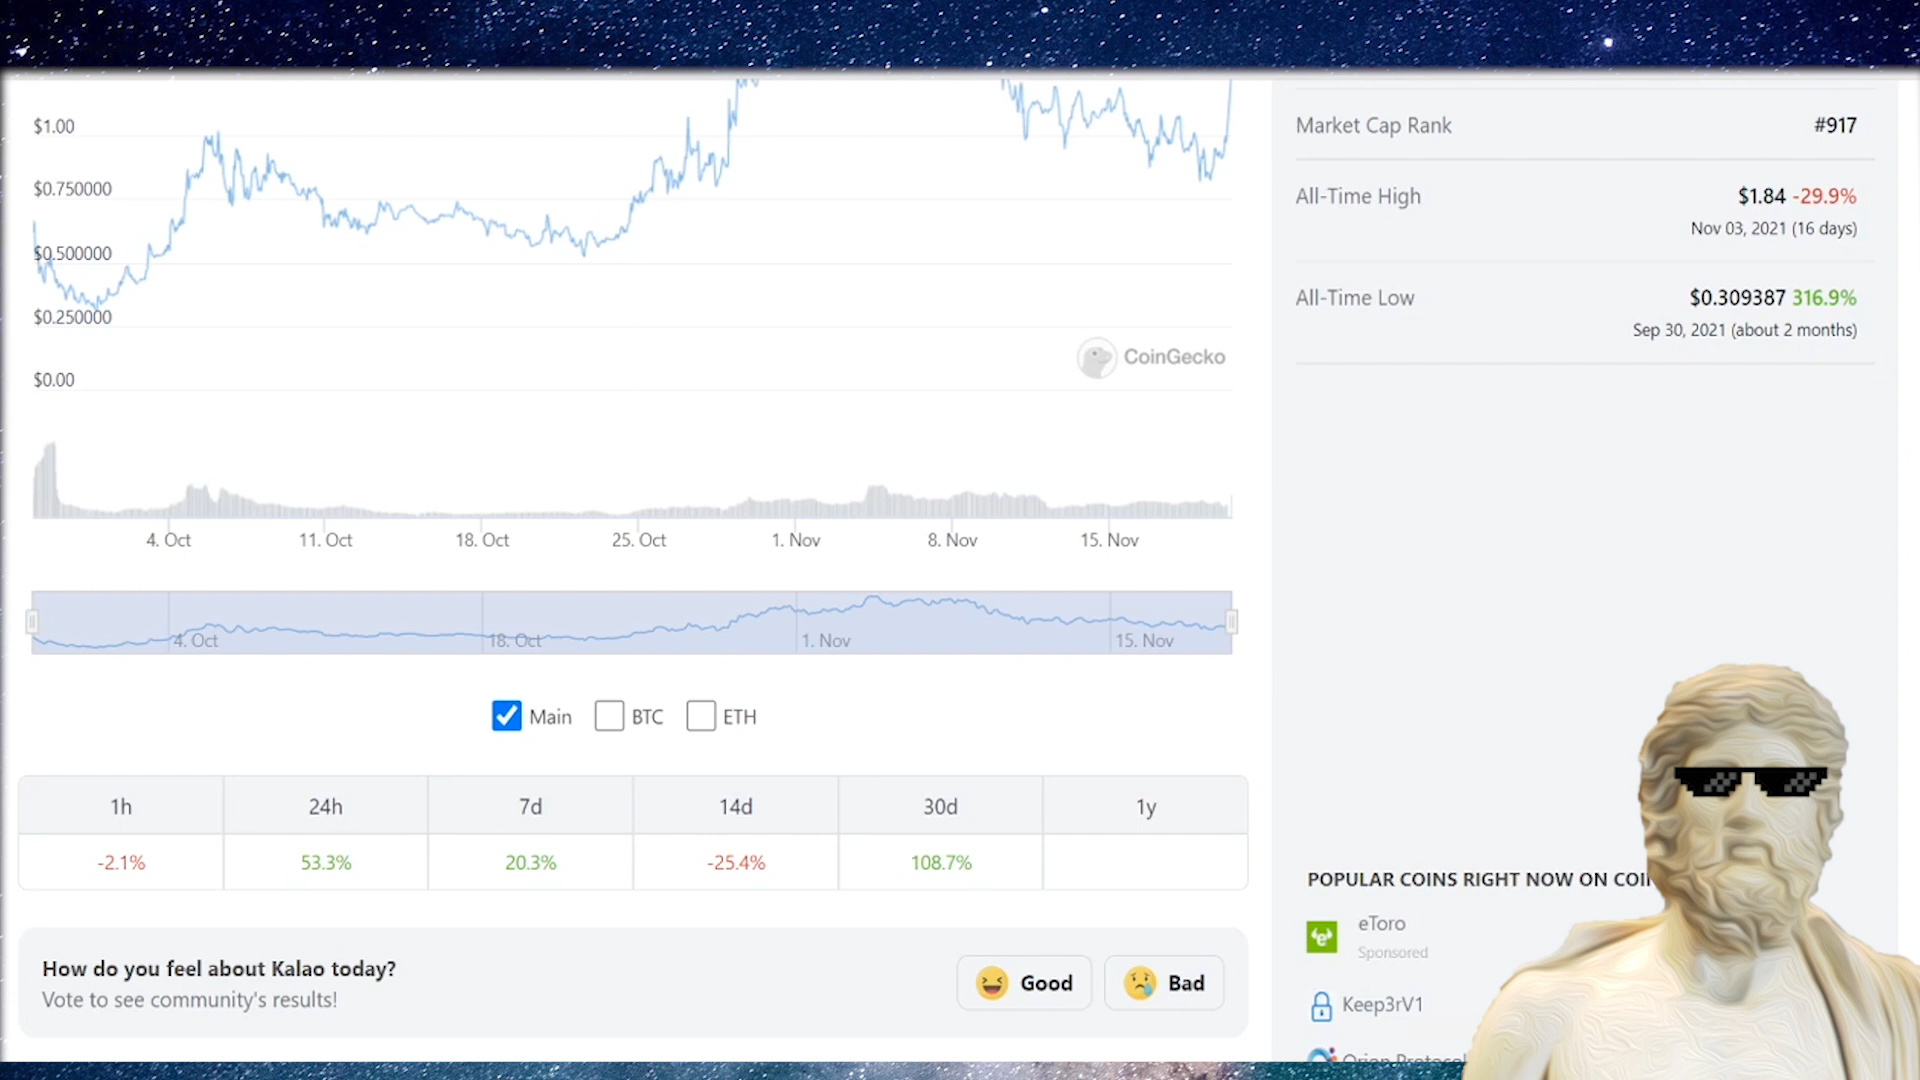 $1.00
$0.750000
$0.500000
$0.250000
$0.00
CoinGecko
4. Oct 11. Oct 18. Oct 25. Oct 1. Nov 8. Nov 15. Nov
4. Oct 18. Oct 1. Nov 15. Nov
Main BTC ETH
1h 24h 7d 14d 30d 1y
-2.1% 53.3% 20.3% -25.4% 108.7%
How do you feel about Kalao today?
Vote to see community's results!
Good Bad
Market Cap Rank #917
All-Time High $1.84 -29.9%
Nov 03, 2021 (16 days)
All-Time Low $0.309387 316.9%
Sep 30, 2021 (about 2 months)
POPULAR COINS RIGHT NOW ON COI
eToro
Sponsored
Keep3rV1
Orion Protocol